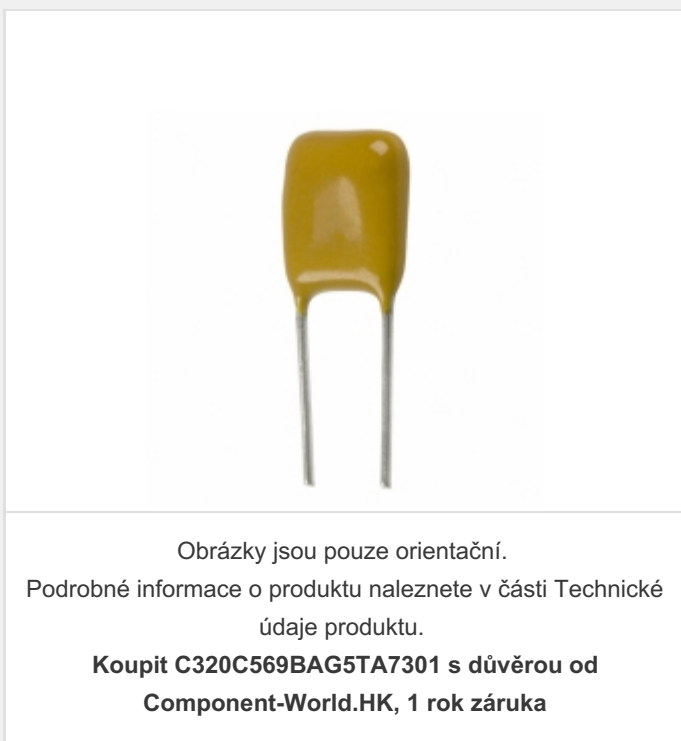 Obrázky jsou pouze orientační.
Podrobné informace o produktu naleznete v části Technické
údaje produktu.
Koupit C320C569BAG5TA7301 s důvěrou od
Component-World.HK, 1 rok záruka